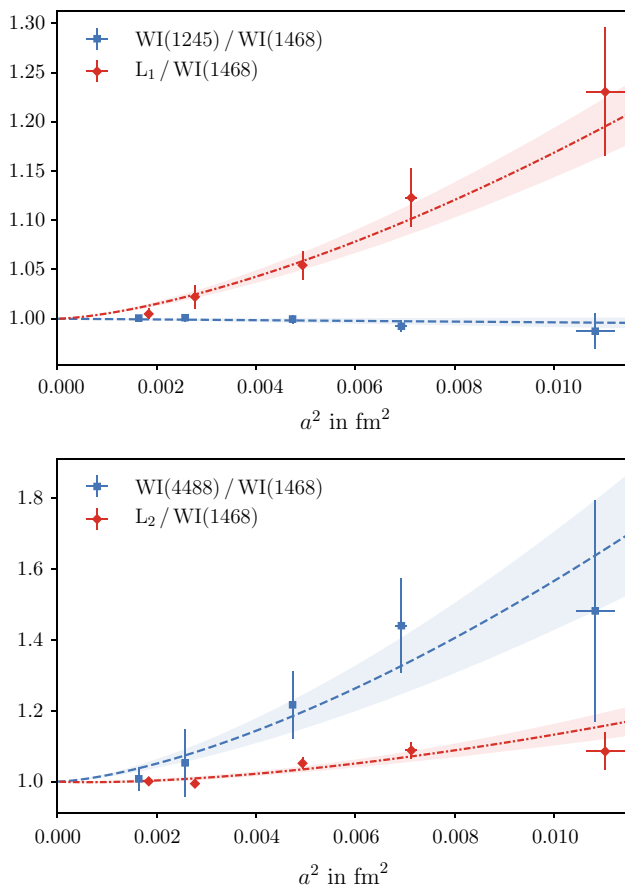 1.30
1.25
1.20
1.15
1.10
1.05
1.00
WI(1245) / WI(1468)
L₁ / WI(1468)
0.000 0.002 0.004 0.006 0.008 0.010
a² in fm²
1.8
1.6
1.4
1.2
1.0
WI(4488) / WI(1468)
L₂ / WI(1468)
0.000 0.002 0.004 0.006 0.008 0.010
a² in fm²